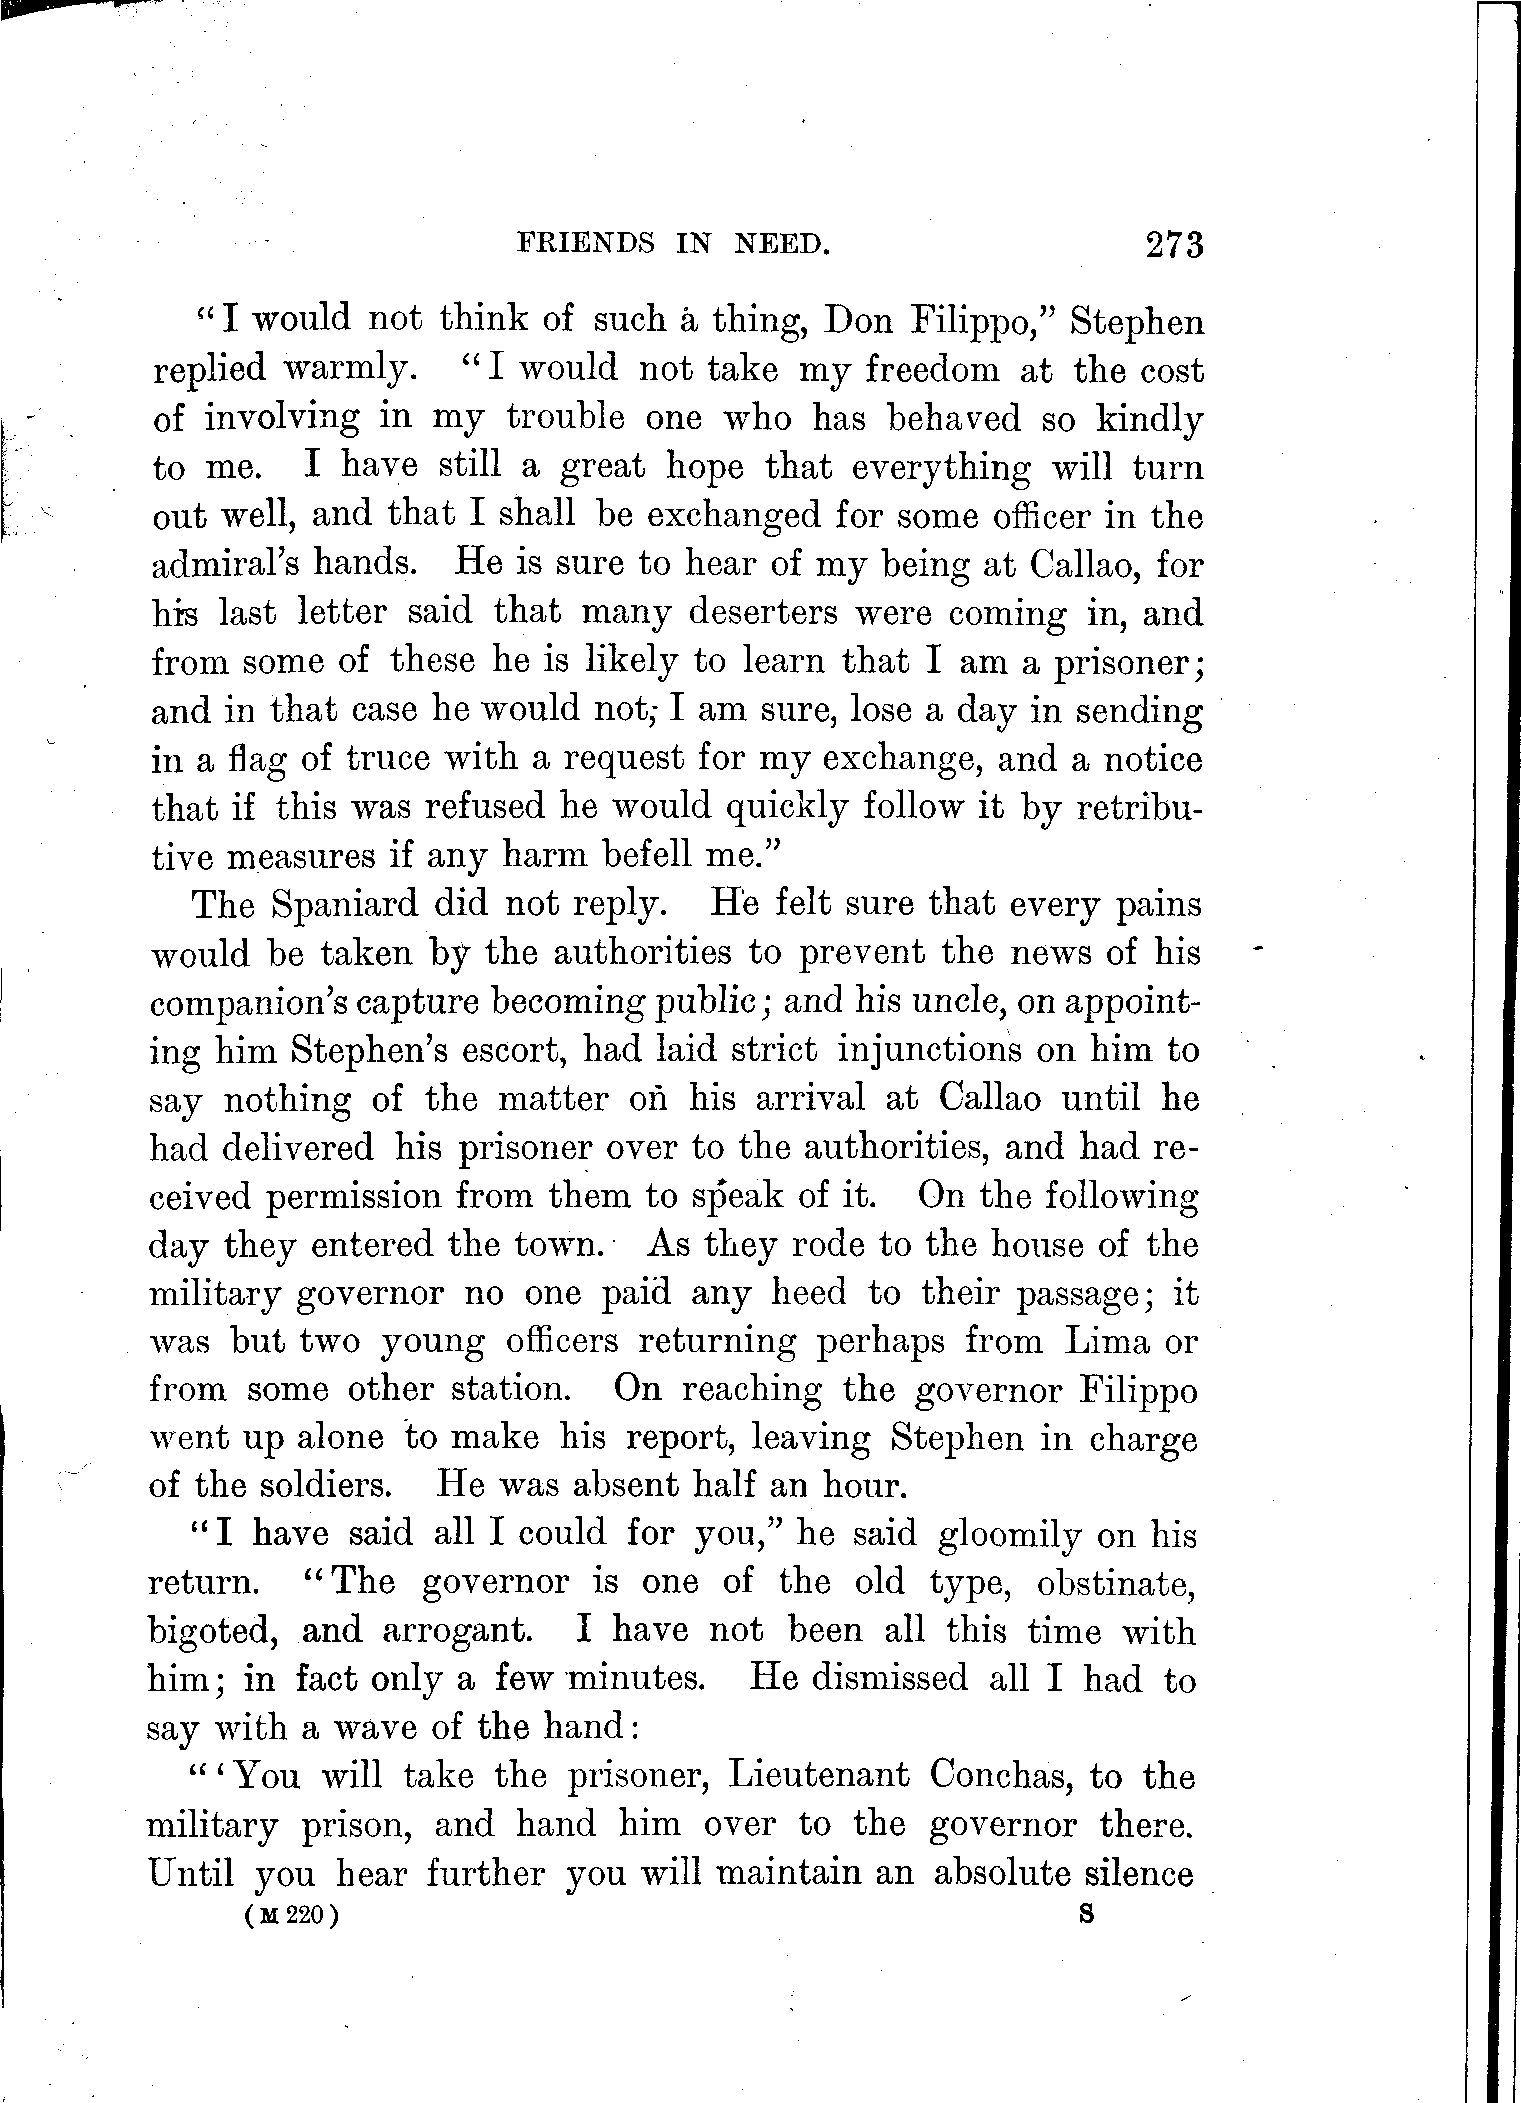 FRIENDS IN NEED. 273
“I would not think of such a thing, Don Filippo,” Stephen
replied warmly. “I would not take my freedom at the cost
of involving in my trouble one who has behaved so kindly
to me. I have still a great hope that everything will turn
out well, and that I shall be exchanged for some officer in the
admiral’s hands. He is sure to hear of my being at Callao, for
his last letter said that many deserters were coming in, and
from some of these he is likely to learn that I am a prisoner;
and in that case he would not, I am sure, lose a day in sending
in a flag of truce with a request for my exchange, and a notice
that if this was refused he would quickly follow it by retribu-
tive measures if any harm befell me.”
The Spaniard did not reply. He felt sure that every pains
would be taken by the authorities to prevent the news of his
companion’s capture becoming public; and his uncle, on appoint-
ing him Stephen’s escort, had laid strict injunctions on him to
say nothing of the matter on his arrival at Callao until he
had delivered his prisoner over to the authorities, and had re-
ceived permission from them to speak of it. On the following
day they entered the town. As they rode to the house of the
military governor no one paid any heed to their passage; it
was but two young officers returning perhaps from Lima or
from some other station. On reaching the governor Filippo
went up alone to make his report, leaving Stephen in charge
of the soldiers. He was absent half an hour.
“I have said all I could for you,” he said gloomily on his
return. “The governor is one of the old type, obstinate,
bigoted, and arrogant. I have not been all this time with
him; in fact only a few minutes. He dismissed all I had to
say with a wave of the hand:
“‘You will take the prisoner, Lieutenant Conchas, to the
military prison, and hand him over to the governor there.
Until you hear further you will maintain an absolute silence
(M 220) S